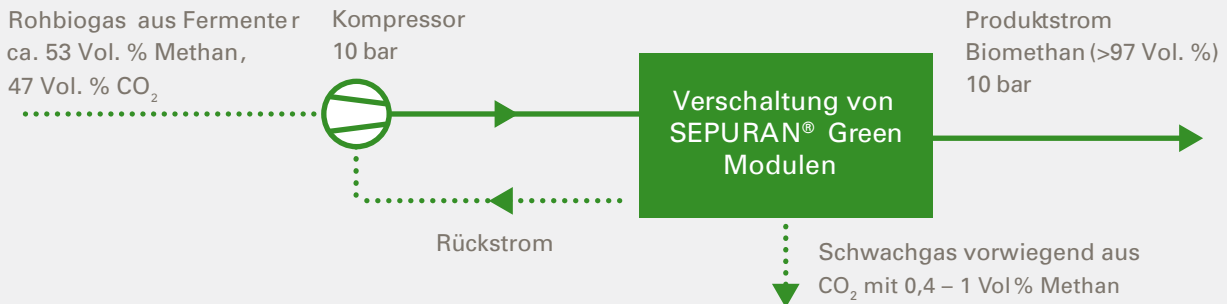 Rohbiogas aus Fermenter
ca. 53 Vol. % Methan,
47 Vol. % CO₂
Kompressor
10 bar
Verschaltung von
SEPURAN® Green
Modulen
Produktstrom
Biomethan (>97 Vol. %)
10 bar
Rückstrom
Schwachgas vorwiegend aus
CO₂ mit 0,4 – 1 Vol% Methan